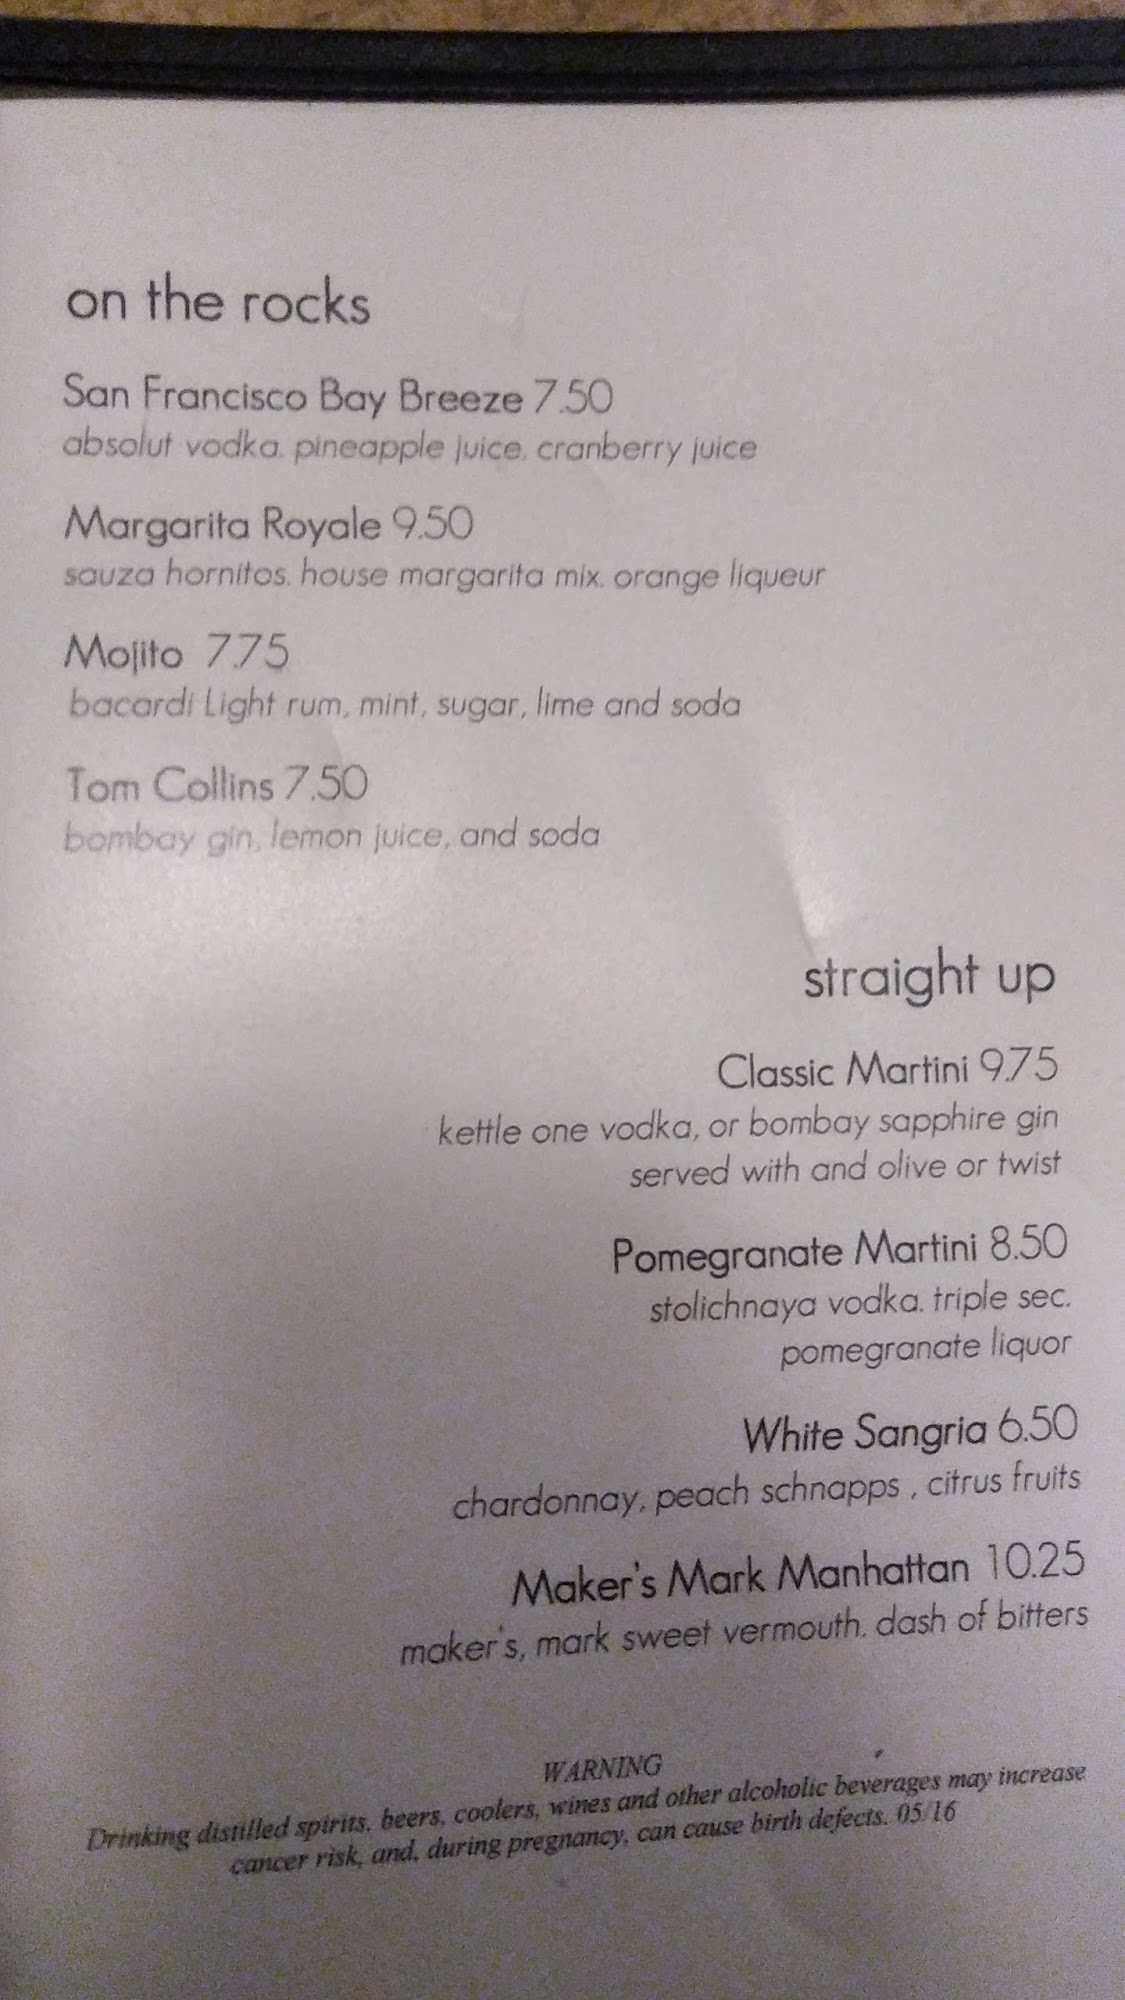 on the rocks
San Francisco Bay Breeze 7.50
absolut vodka. pineapple juice. cranberry juice
Margarita Royale 9.50
sauza hornitos. house margarita mix. orange liqueur
Mojito 7.75
bacardi Light rum, mint, sugar, lime and soda
Tom Collins 7.50
bombay gin, lemon juice, and soda
straight up
Classic Martini 9.75
kettle one vodka, or bombay sapphire gin
served with and olive or twist
Pomegranate Martini 8.50
stolichnaya vodka. triple sec.
pomegranate liquor
White Sangria 6.50
chardonnay, peach schnapps , citrus fruits
Maker's Mark Manhattan 10.25
maker's, mark sweet vermouth. dash of bitters
WARNING
Drinking distilled spirits, beers, coolers, wines and other alcoholic beverages may increase
cancer risk, and, during pregnancy, can cause birth defects. 05/16